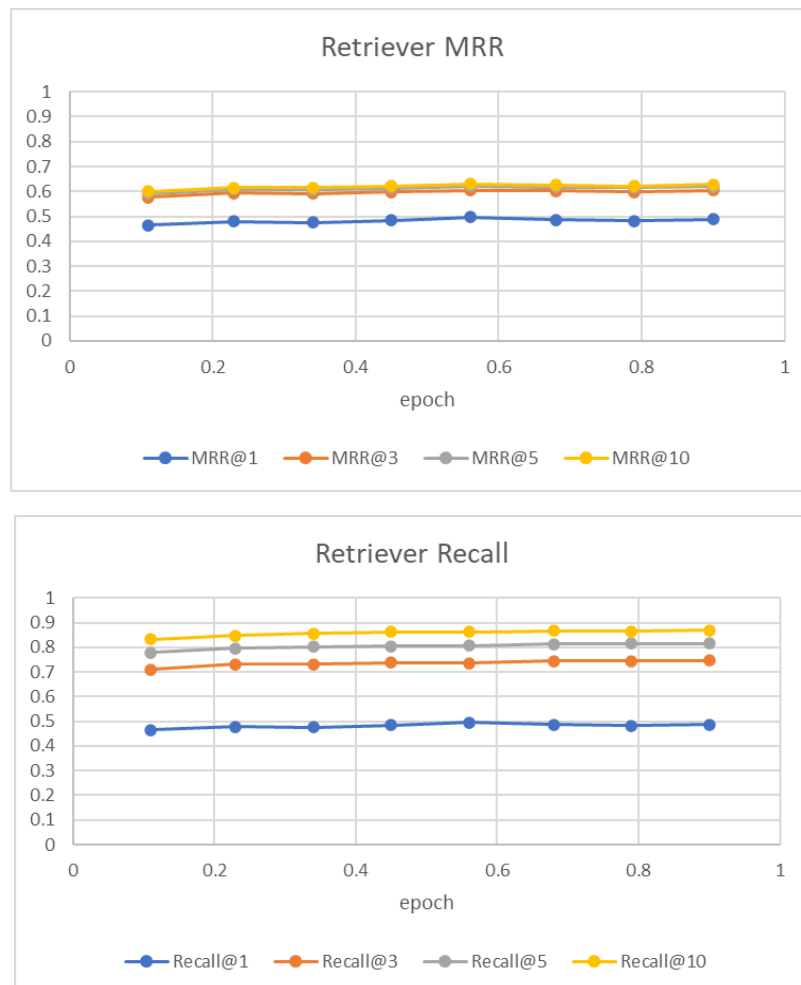 Retriever MRR
1
0.9
0.8
0.7
0.6
0.5
0.4
0.3
0.2
0.1
0
0 0.2 0.4 0.6 0.8 1
epoch
MRR@1 MRR@3 MRR@5 MRR@10
Retriever Recall
1
0.9
0.8
0.7
0.6
0.5
0.4
0.3
0.2
0.1
0
0 0.2 0.4 0.6 0.8 1
epoch
Recall@1 Recall@3 Recall@5 Recall@10